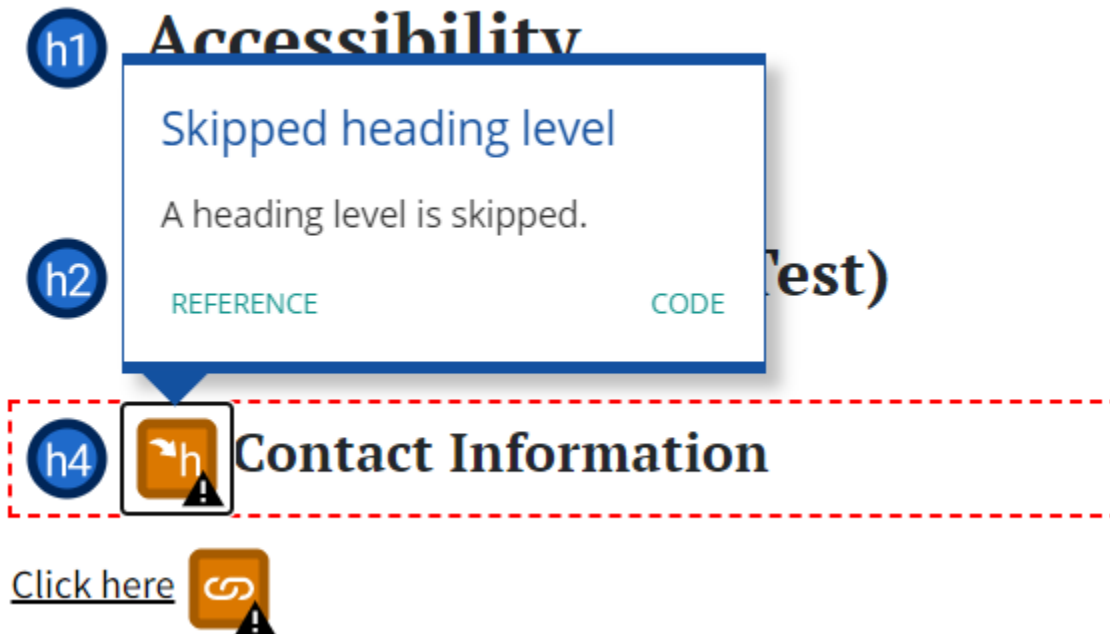 h1 Accessibility
Skipped heading level
A heading level is skipped.
REFERENCE CODE
h2 Test)
h4 h Contact Information
Click here